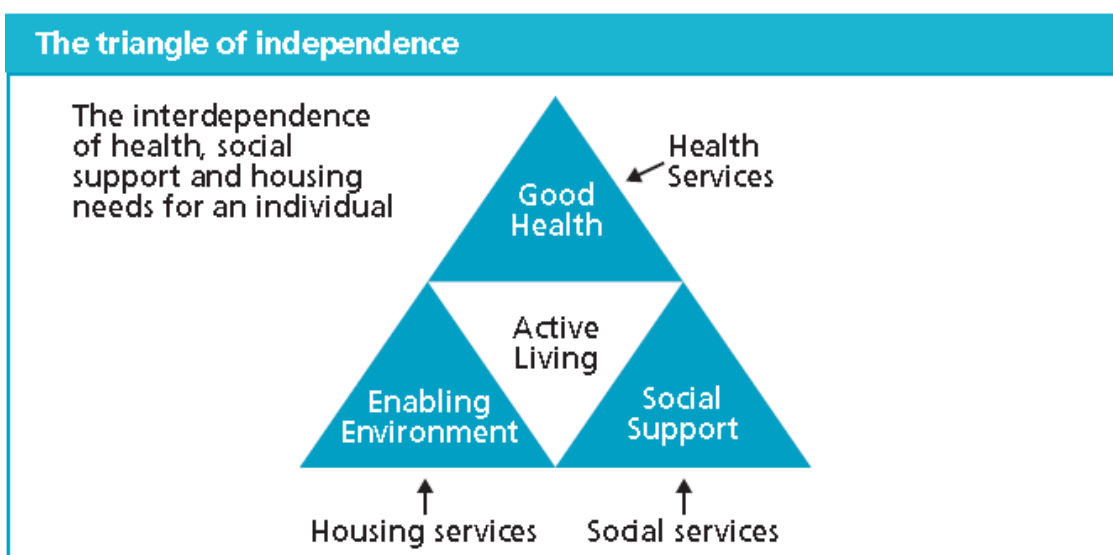 The triangle of independence
The interdependence
of health, social
support and housing
needs for an individual
Health
Services
Good
Health
Active
Living
Enabling
Environment
Social
Support
Housing services
Social services